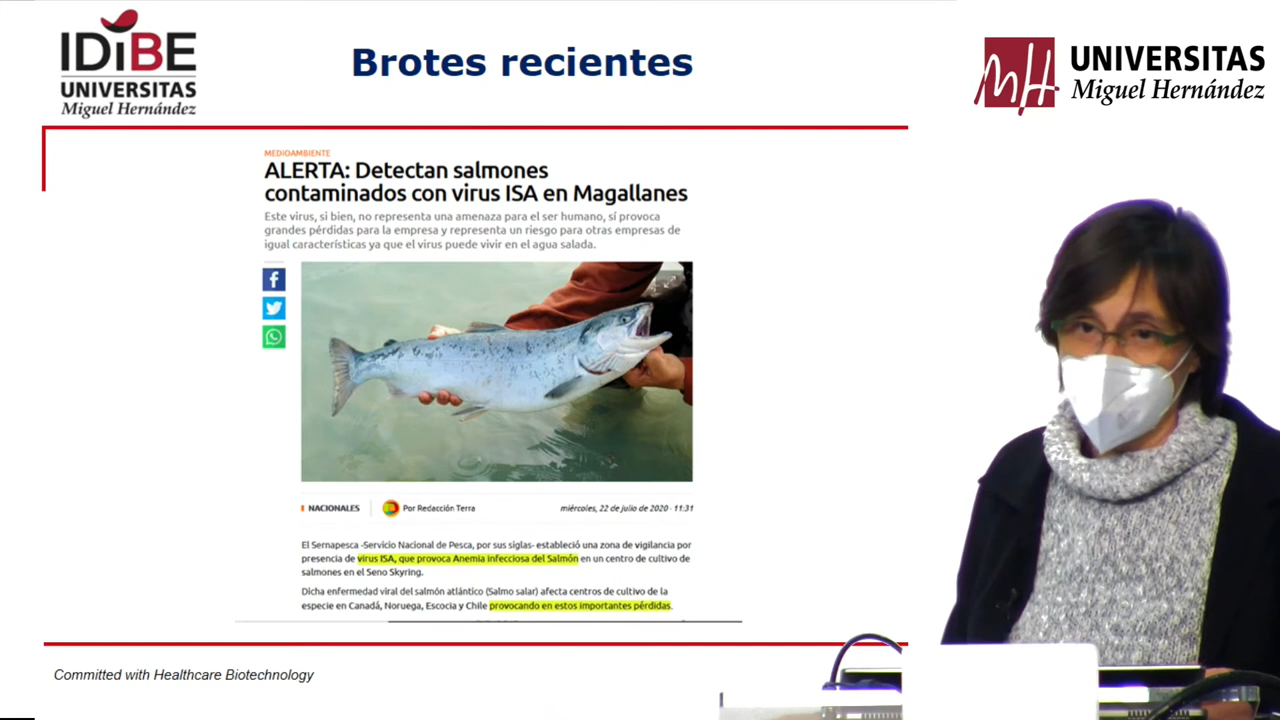 IDiBE
UNIVERSITAS
Miguel Hernández
Brotes recientes
MH
UNIVERSITAS
Miguel Hernández
MEDIOAMBIENTE
ALERTA: Detectan salmones
contaminados con virus ISA en Magallanes
Este virus, si bien, no representa una amenaza para el ser humano, sí provoca
grandes pérdidas para la empresa y representa un riesgo para otras empresas de
igual características ya que el virus puede vivir en el agua salada.
NACIONALES
Por Redacción Terra
miércoles, 22 de julio de 2020 - 11:31
El Sernapesca -Servicio Nacional de Pesca, por sus siglas- estableció una zona de vigilancia por
presencia de virus ISA, que provoca Anemia infecciosa del Salmón en un centro de cultivo de
salmones en el Seno Skyring.
Dicha enfermedad viral del salmón atlántico (Salmo salar) afecta centros de cultivo de la
especie en Canadá, Noruega, Escocia y Chile provocando en estos importantes pérdidas.
Committed with Healthcare Biotechnology